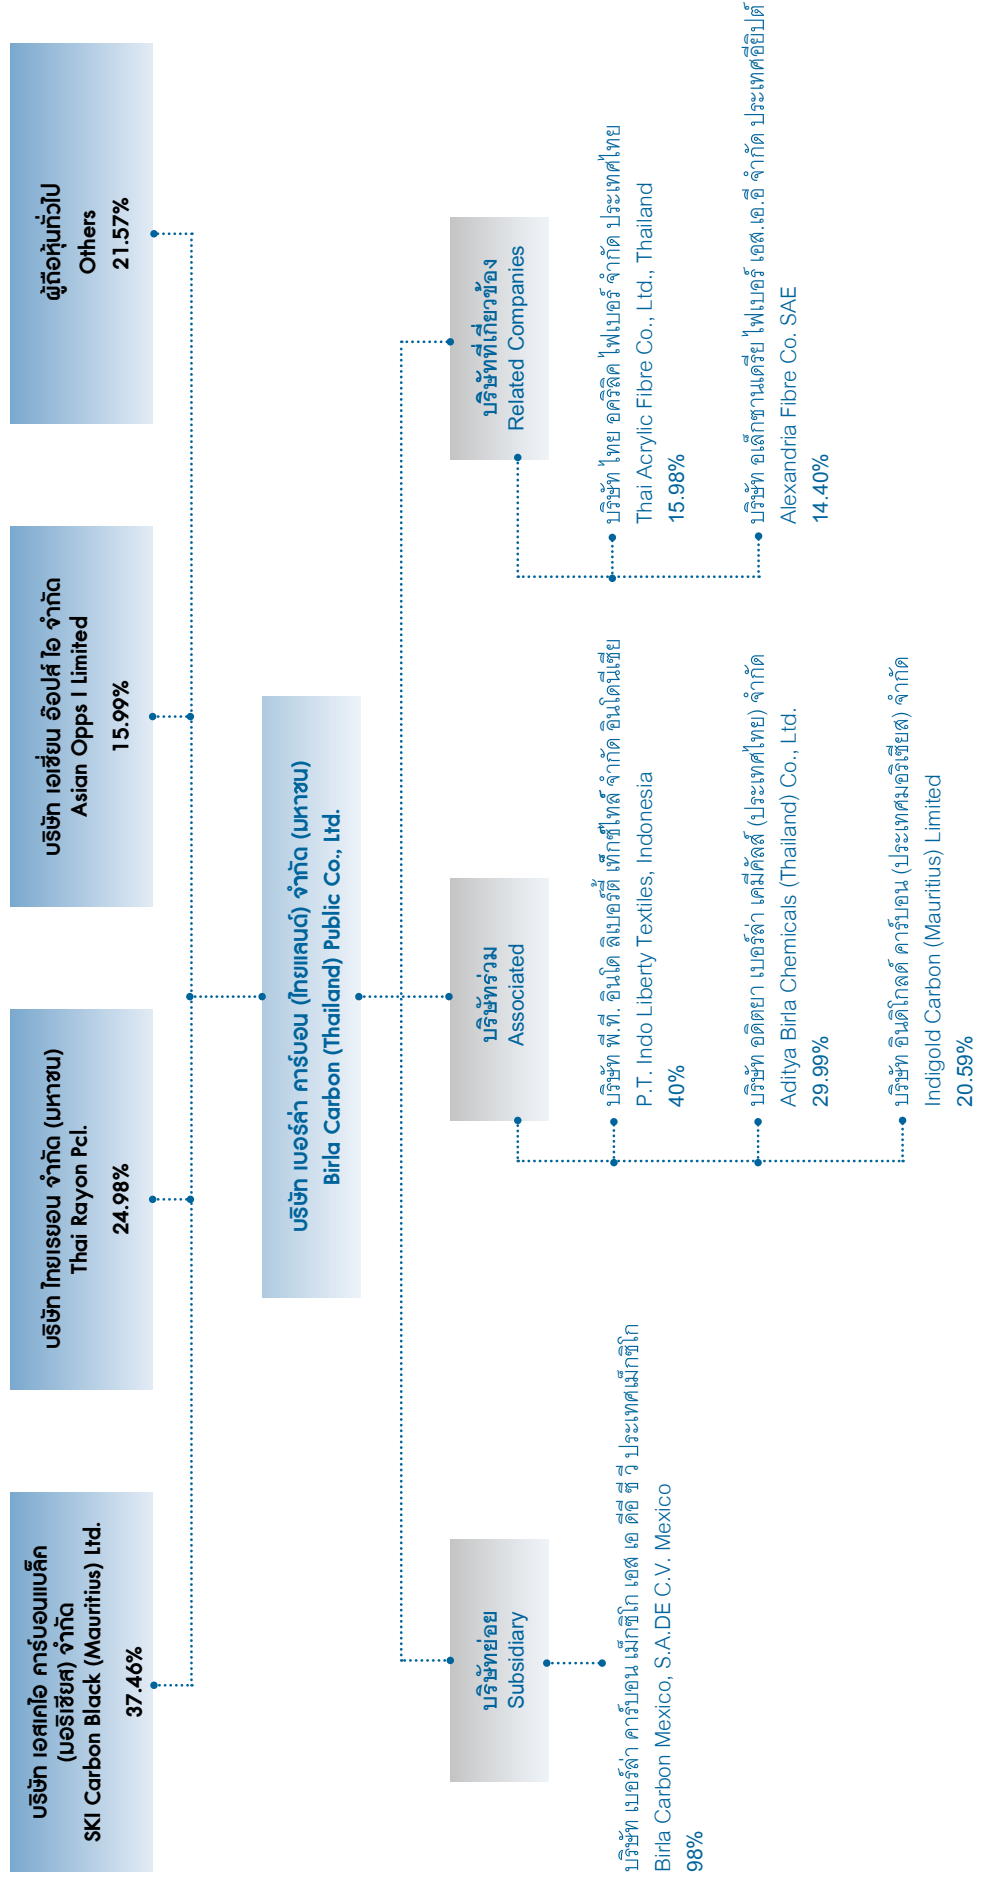 บริษัท เอสเคไอ คาร์บอนแบล็ค
(มอริเชียส) จำกัด
SKI Carbon Black (Mauritius) Ltd.
37.46%
บริษัท ไทยเรยอน จำกัด (มหาชน)
Thai Rayon Pcl.
24.98%
บริษัท เอเชี่ยน อ๊อปส์ ไอ จำกัด
Asian Opps I Limited
15.99%
ผู้ถือหุ้นทั่วไป
Others
21.57%
บริษัท เบอร์ล่า คาร์บอน (ไทยแลนด์) จำกัด (มหาชน)
Birla Carbon (Thailand) Public Co., Ltd.
บริษัทย่อย
Subsidiary
บริษัท เบอร์ล่า คาร์บอน เม็กซิโก เอส เอ ดีอี ซี วี ประเทศเม็กซิโก
Birla Carbon Mexico, S.A.DE C.V. Mexico
98%
บริษัทร่วม
Associated
บริษัท พี.ที. อินโด ลิเบอร์ตี้ เท็กซ์ไทล์ จำกัด อินโดนีเซีย
P.T. Indo Liberty Textiles, Indonesia
40%
บริษัท อดิตยา เบอร์ล่า เคมีคัลส์ (ประเทศไทย) จำกัด
Aditya Birla Chemicals (Thailand) Co., Ltd.
29.99%
บริษัท อินดิโกลด์ คาร์บอน (ประเทศมอริเชียส) จำกัด
Indigold Carbon (Mauritius) Limited
20.59%
บริษัทที่เกี่ยวข้อง
Related Companies
บริษัท ไทย อคริลิค ไฟเบอร์ จำกัด ประเทศไทย
Thai Acrylic Fibre Co., Ltd., Thailand
15.98%
บริษัท อเล็กซานเดรีย ไฟเบอร์ เอส.เอ.อี จำกัด ประเทศอียิปต์
Alexandria Fibre Co. SAE
14.40%